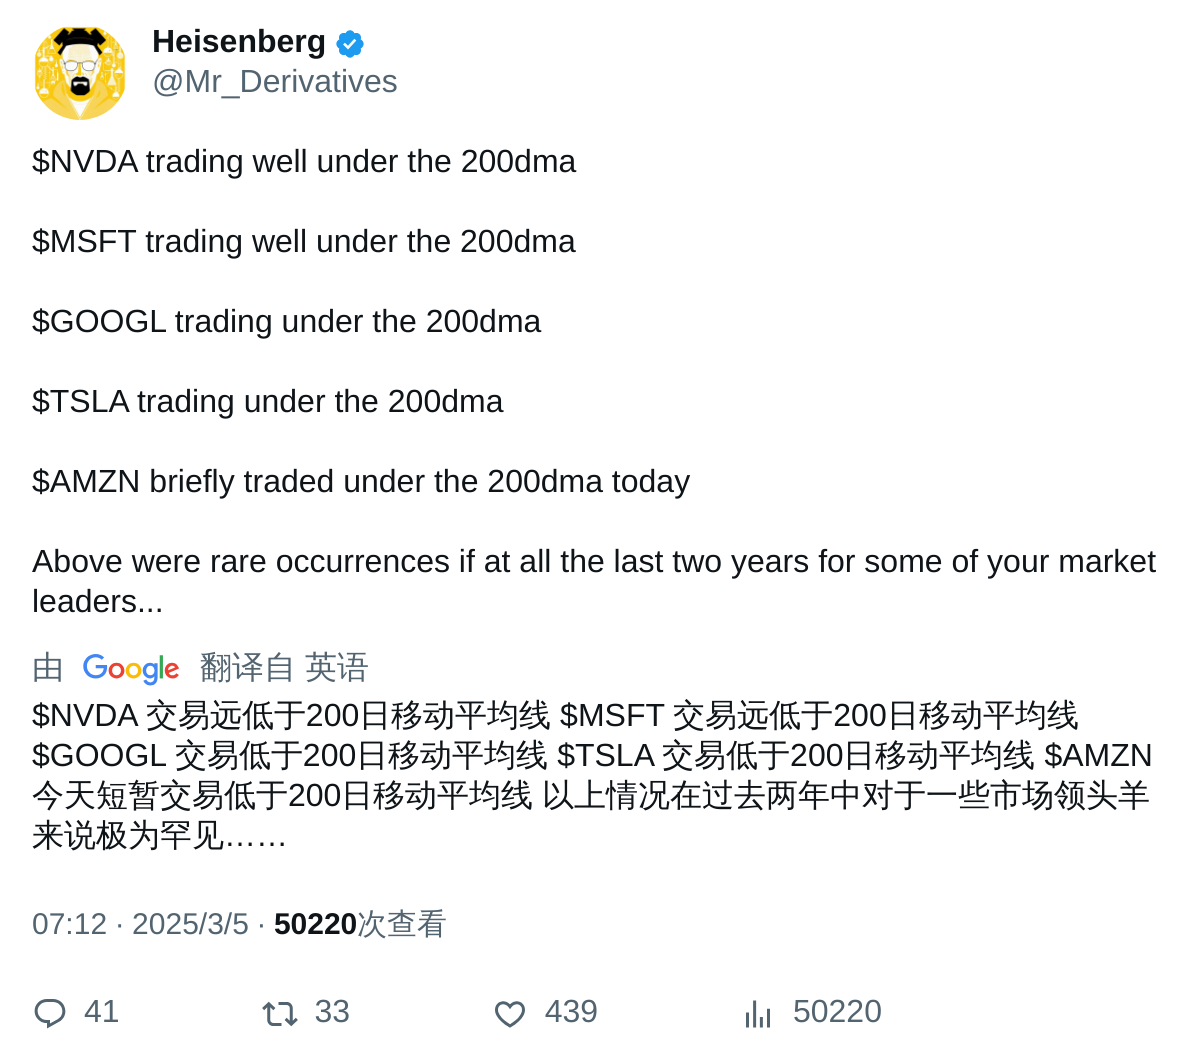 Heisenberg
@Mr_Derivatives
$NVDA trading well under the 200dma
$MSFT trading well under the 200dma
$GOOGL trading under the 200dma
$TSLA trading under the 200dma
$AMZN briefly traded under the 200dma today
Above were rare occurrences if at all the last two years for some of your market
leaders...
由 Google 翻译自 英语
$NVDA 交易远低于200日移动平均线 $MSFT 交易远低于200日移动平均线
$GOOGL 交易低于200日移动平均线 $TSLA 交易低于200日移动平均线 $AMZN
今天短暂交易低于200日移动平均线 以上情况在过去两年中对于一些市场领头羊
来说极为罕见……
07:12 · 2025/3/5 · 50220次查看
41 33 439 50220